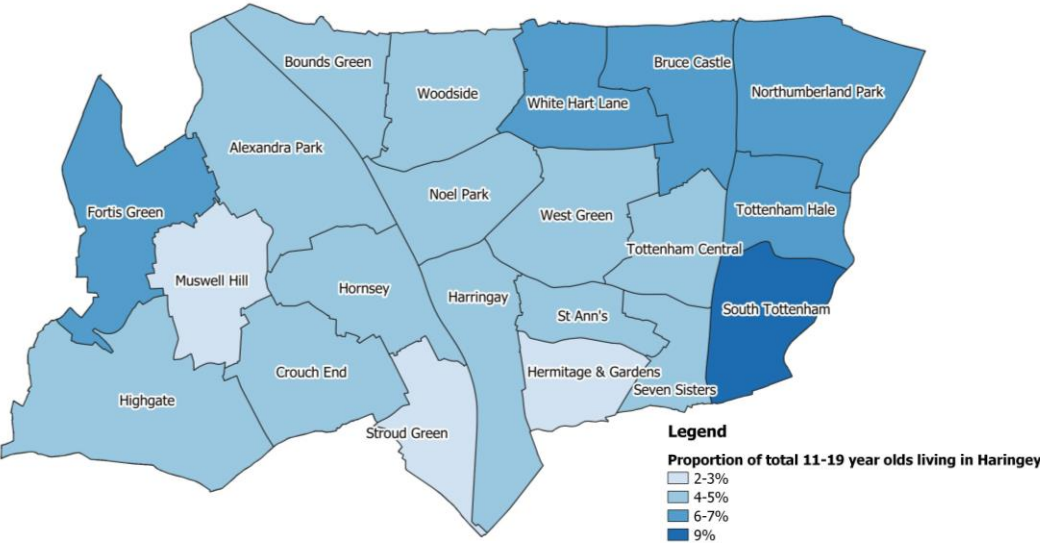 Bounds Green
Bruce Castle
Woodside
Northumberland Park
White Hart Lane
Alexandra Park
Noel Park
Fortis Green
West Green
Tottenham Hale
Tottenham Central
Muswell Hill
Hornsey
Harringay
South Tottenham
St Ann's
Crouch End
Hermitage & Gardens
Seven Sisters
Highgate
Stroud Green
Legend
Proportion of total 11-19 year olds living in Haringey
2-3%
4-5%
6-7%
9%